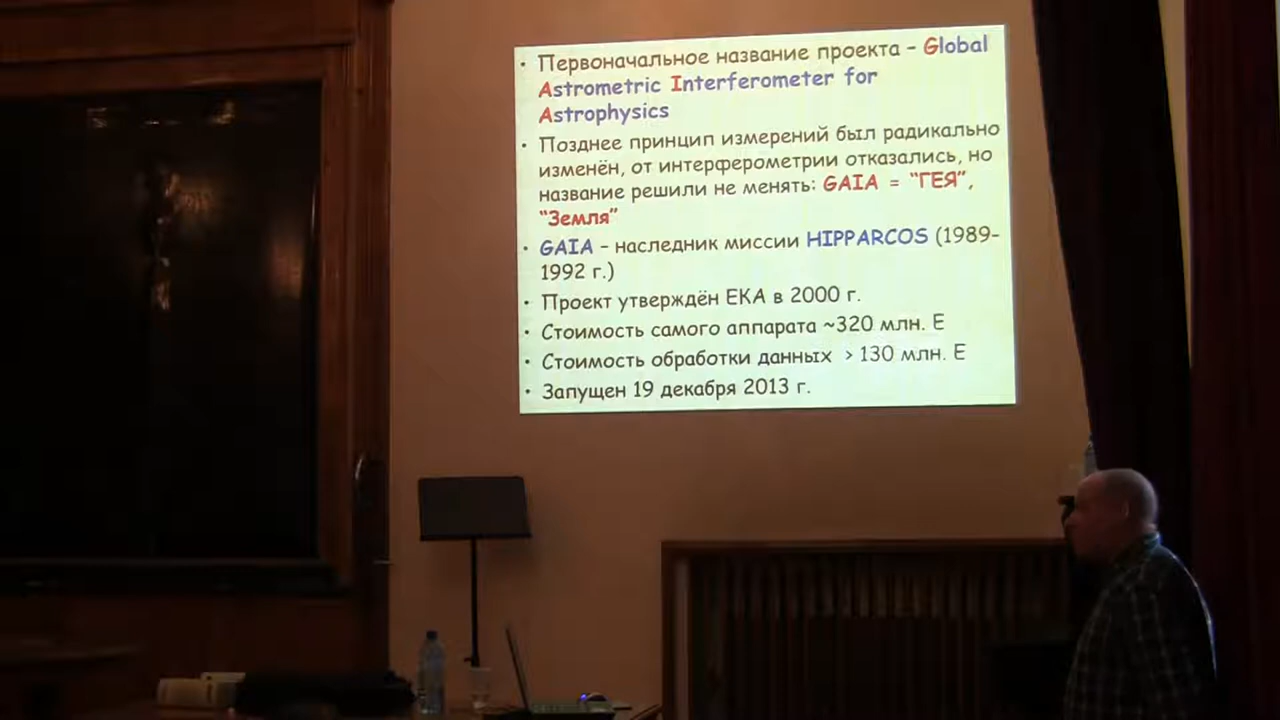 • Первоначальное название проекта – Global
Astrometric Interferometer for
Astrophysics
• Позднее принцип измерений был радикально
изменён, от интерферометрии отказались, но
название решили не менять: GAIA = “ГЕЯ”,
“Земля”
• GAIA – наследник миссии HIPPARCOS (1989-
1992 г.)
• Проект утверждён ЕКА в 2000 г.
• Стоимость самого аппарата ~320 млн. Е
• Стоимость обработки данных > 130 млн. Е
• Запущен 19 декабря 2013 г.